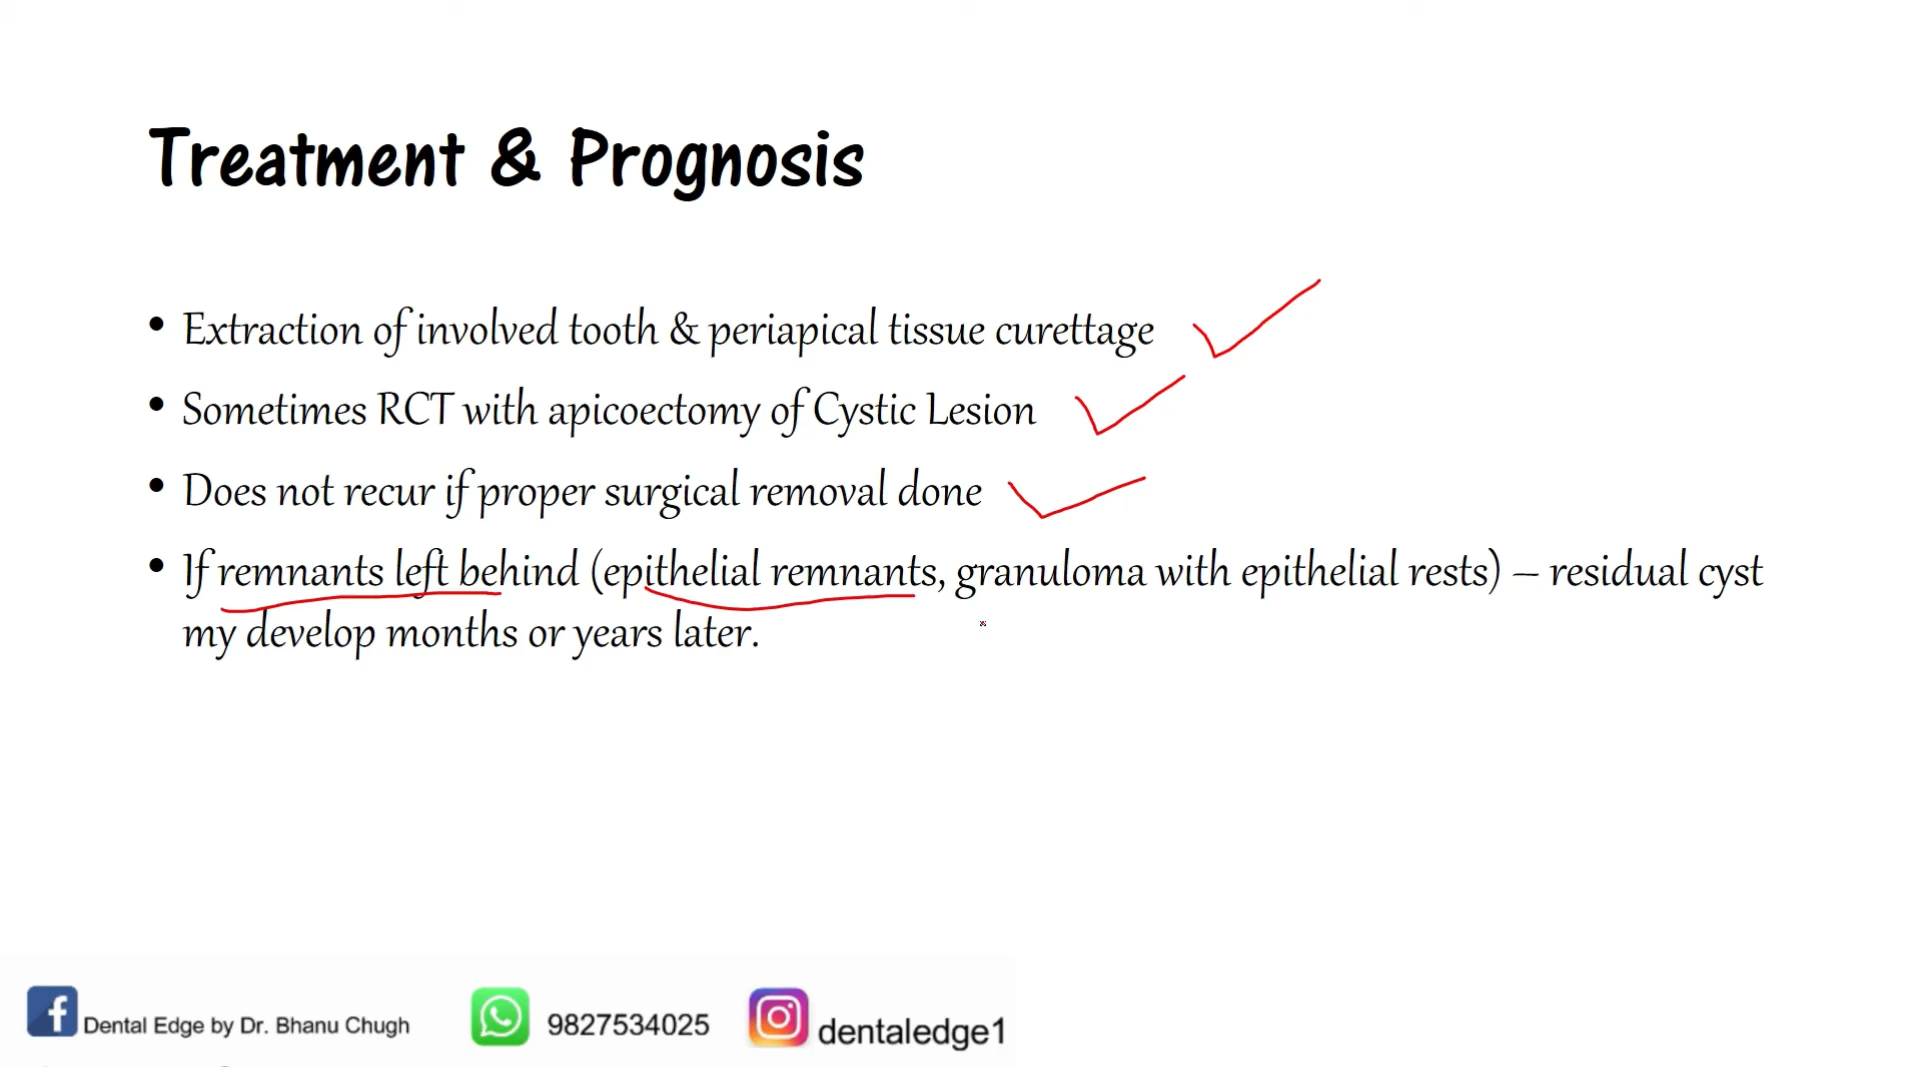 Treatment & Prognosis
• Extraction of involved tooth & periapical tissue curettage
• Sometimes RCT with apicoectomy of Cystic Lesion
• Does not recur if proper surgical removal done
• If remnants left behind (epithelial remnants, granuloma with epithelial rests) – residual cyst
my develop months or years later.
Dental Edge by Dr. Bhanu Chugh 9827534025 dentaledge1